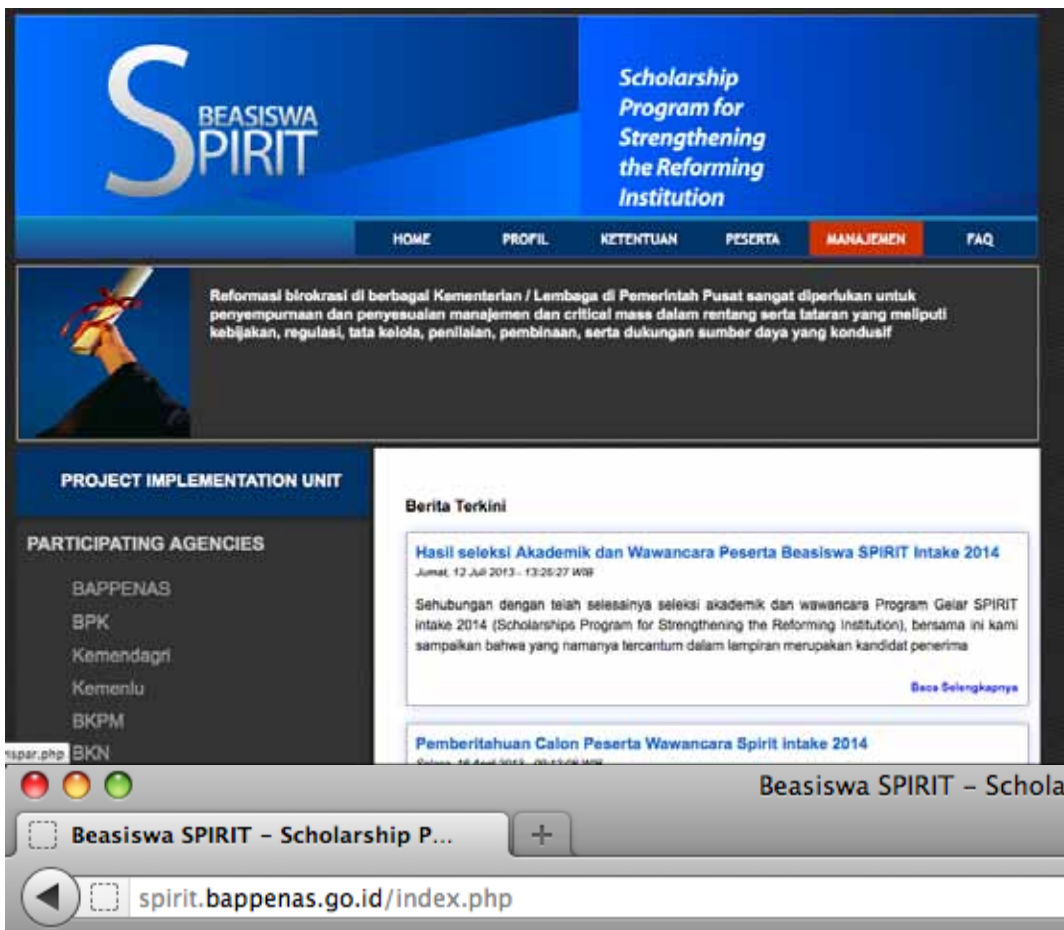 BEASISWA
SPIRIT
Scholarship
Program for
Strengthening
the Reforming
Institution
HOME PROFIL KETENTUAN PESERTA MANAJEMEN FAQ
Reformasi birokrasi di berbagai Kementerian / Lembaga di Pemerintah Pusat sangat diperlukan untuk
penyempurnaan dan penyesuaian manajemen dan critical mass dalam rentang serta tataran yang meliputi
kebijakan, regulasi, tata kelola, penilaian, pembinaan, serta dukungan sumber daya yang kondusif
PROJECT IMPLEMENTATION UNIT
PARTICIPATING AGENCIES
BAPPENAS
BPK
Kemendagri
Kemenlu
BKPM
BKN
nspar.php
Berita Terkini
Hasil seleksi Akademik dan Wawancara Peserta Beasiswa SPIRIT Intake 2014
Jumat, 12 Juli 2013 - 13:26:27 WIB
Sehubungan dengan telah selesainya seleksi akademik dan wawancara Program Gelar SPIRIT
intake 2014 (Scholarships Program for Strengthening the Reforming Institution), bersama ini kami
sampaikan bahwa yang namanya tercantum dalam lampiran merupakan kandidat penerima
Baca Selengkapnya
Pemberitahuan Calon Peserta Wawancara Spirit intake 2014
Beasiswa SPIRIT – Schola
Beasiswa SPIRIT – Scholarship P...
spirit.bappenas.go.id/index.php